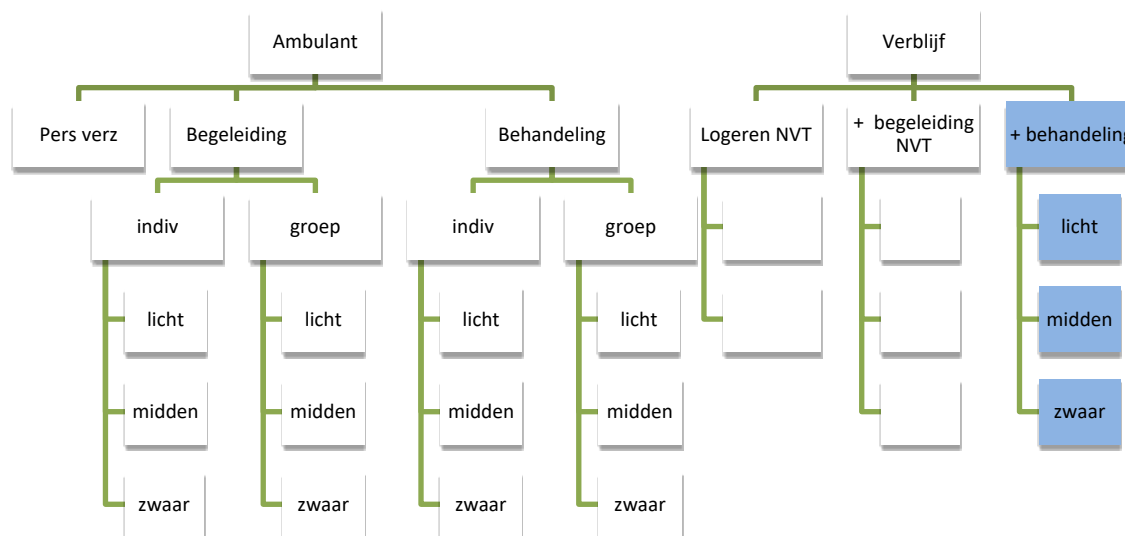 Ambulant
Verblijf
Pers verz
Begeleiding
Behandeling
Logeren NVT
+ begeleiding
NVT
+ behandeling
indiv
groep
indiv
groep
licht
licht
licht
licht
licht
midden
midden
midden
midden
midden
zwaar
zwaar
zwaar
zwaar
zwaar